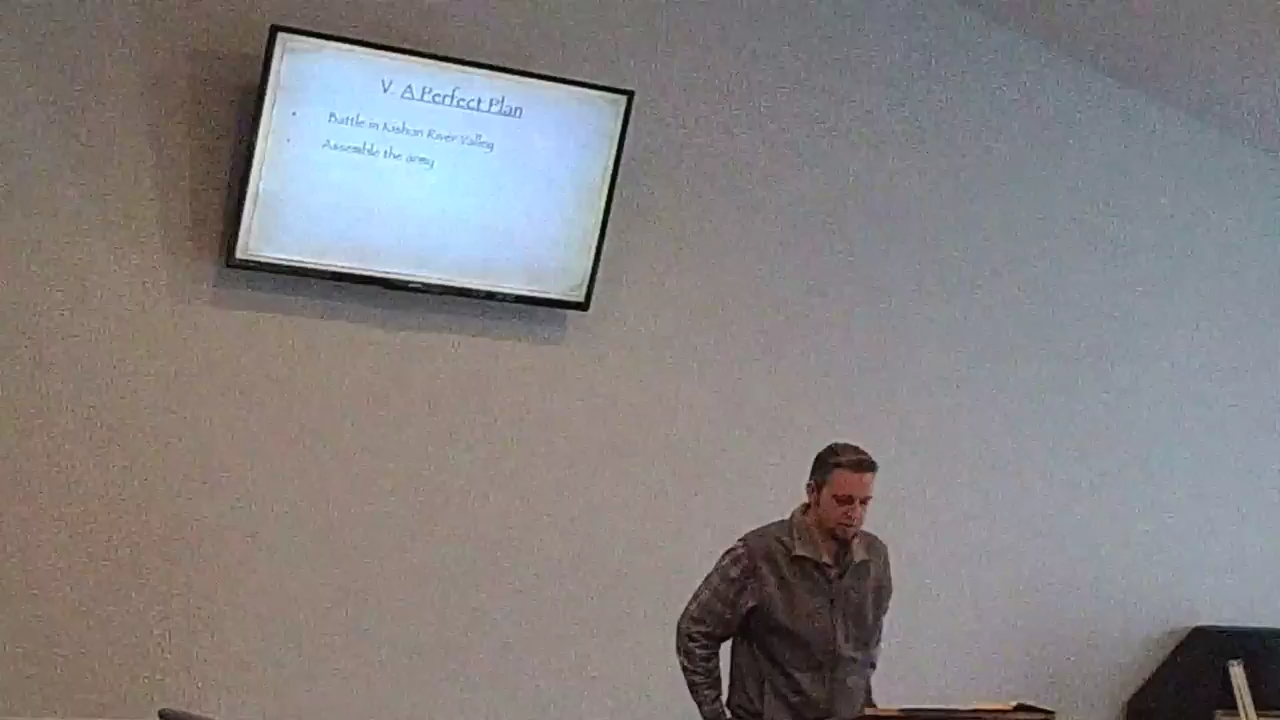 V. A Perfect Plan
• Battle in Kishon River Valley
• Assemble the army